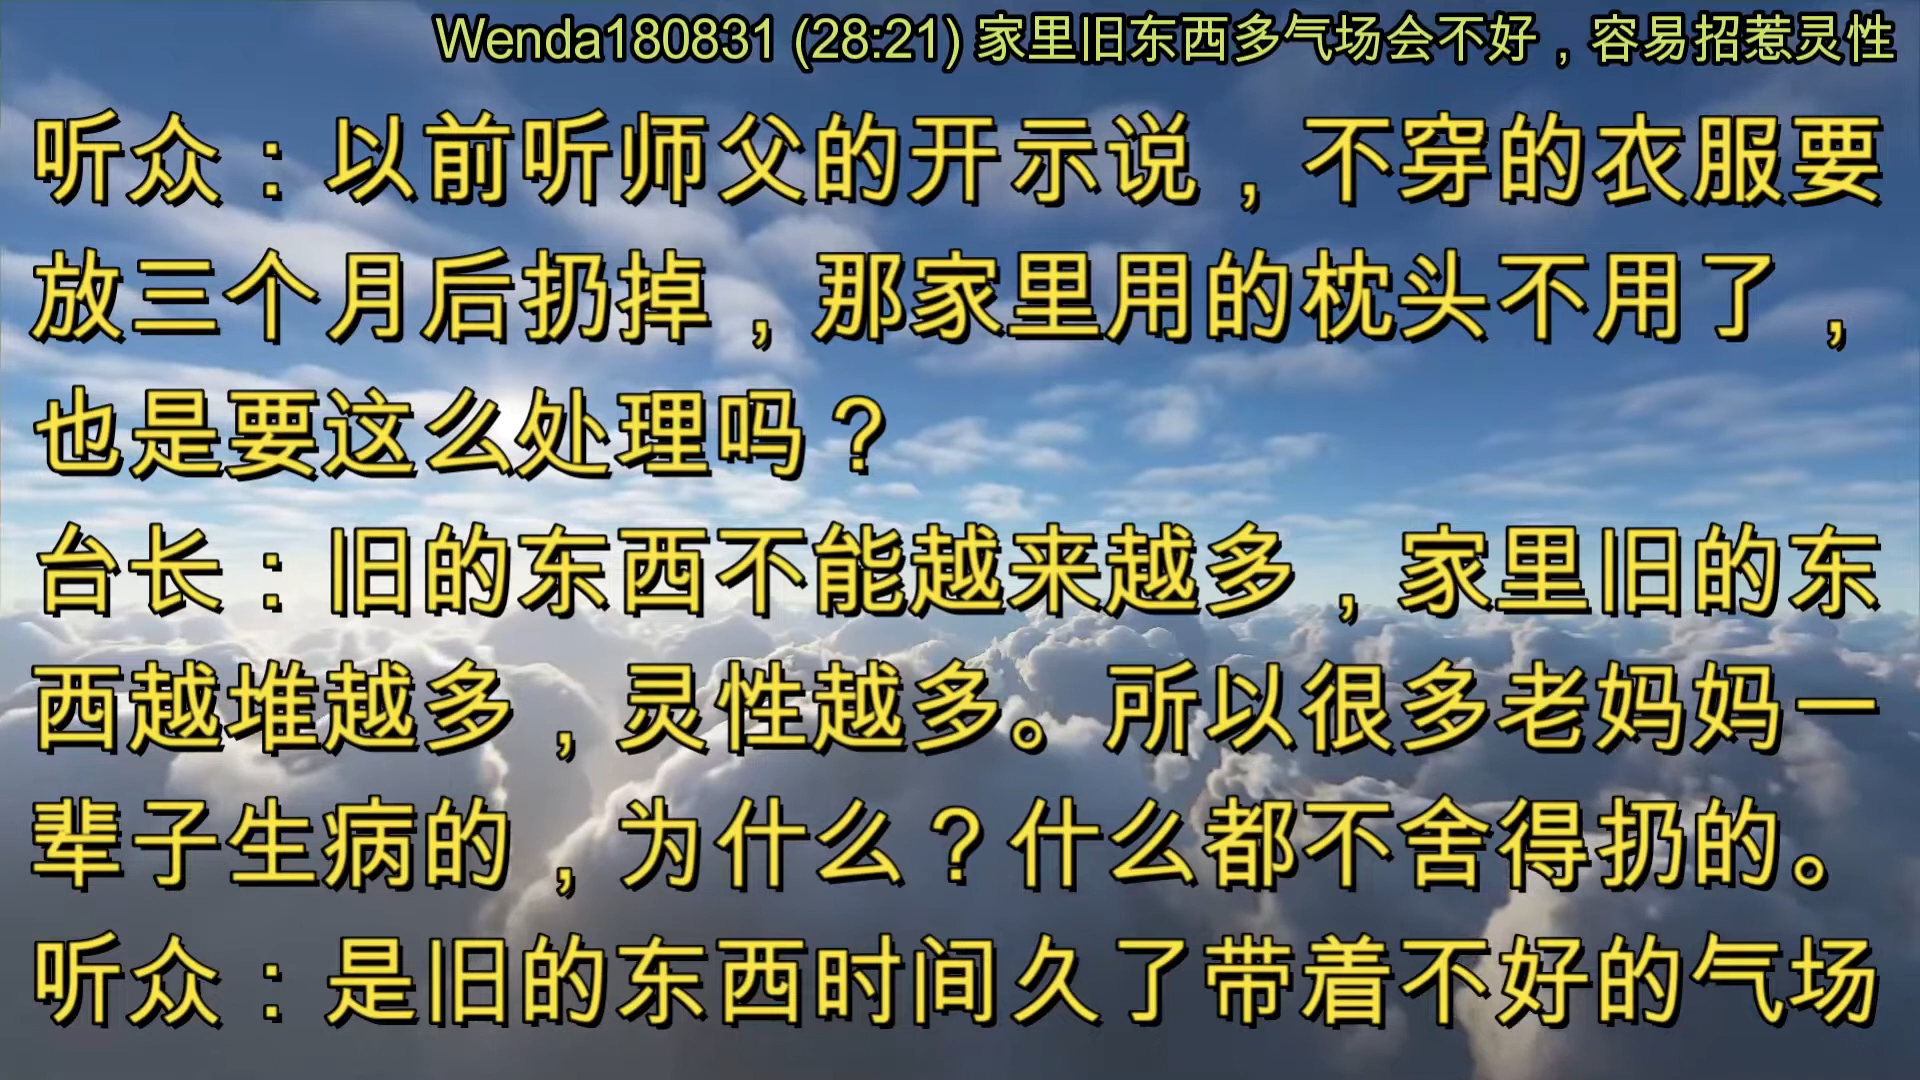 Wenda180831 (28:21) 家里旧东西多气场会不好，容易招惹灵性
听众：以前听师父的开示说，不穿的衣服要
放三个月后扔掉，那家里用的枕头不用了，
也是要这么处理吗？
台长：旧的东西不能越来越多，家里旧的东
西越堆越多，灵性越多。所以很多老妈妈一
辈子生病的，为什么？什么都不舍得扔的。
听众：是旧的东西时间久了带着不好的气场